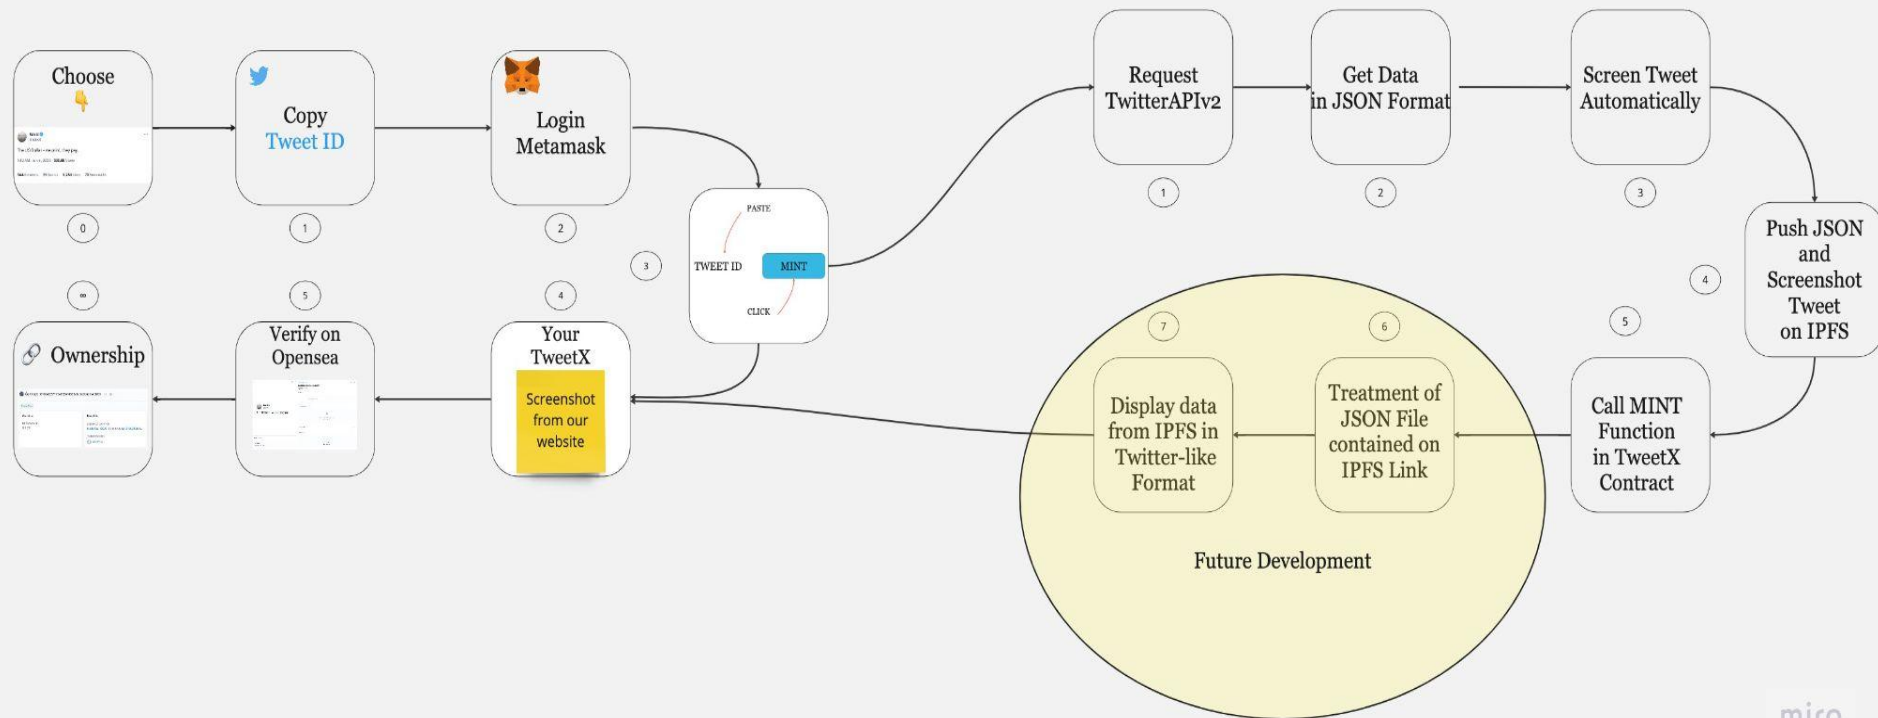 Choose
0
Copy
Tweet ID
1
Login
Metamask
2
PASTE
TWEET ID
MINT
CLICK
3
Request
TwitterAPIv2
1
Get Data
in JSON Format
2
Screen Tweet
Automatically
3
Push JSON
and
Screenshot
Tweet
on IPFS
4
5
Call MINT
Function
in TweetX
Contract
6
Treatment of
JSON File
contained on
IPFS Link
7
Display data
from IPFS in
Twitter-like
Format
Future Development
4
Your
TweetX
Screenshot
from our
website
5
Verify on
Opensea
∞
Ownership
miro